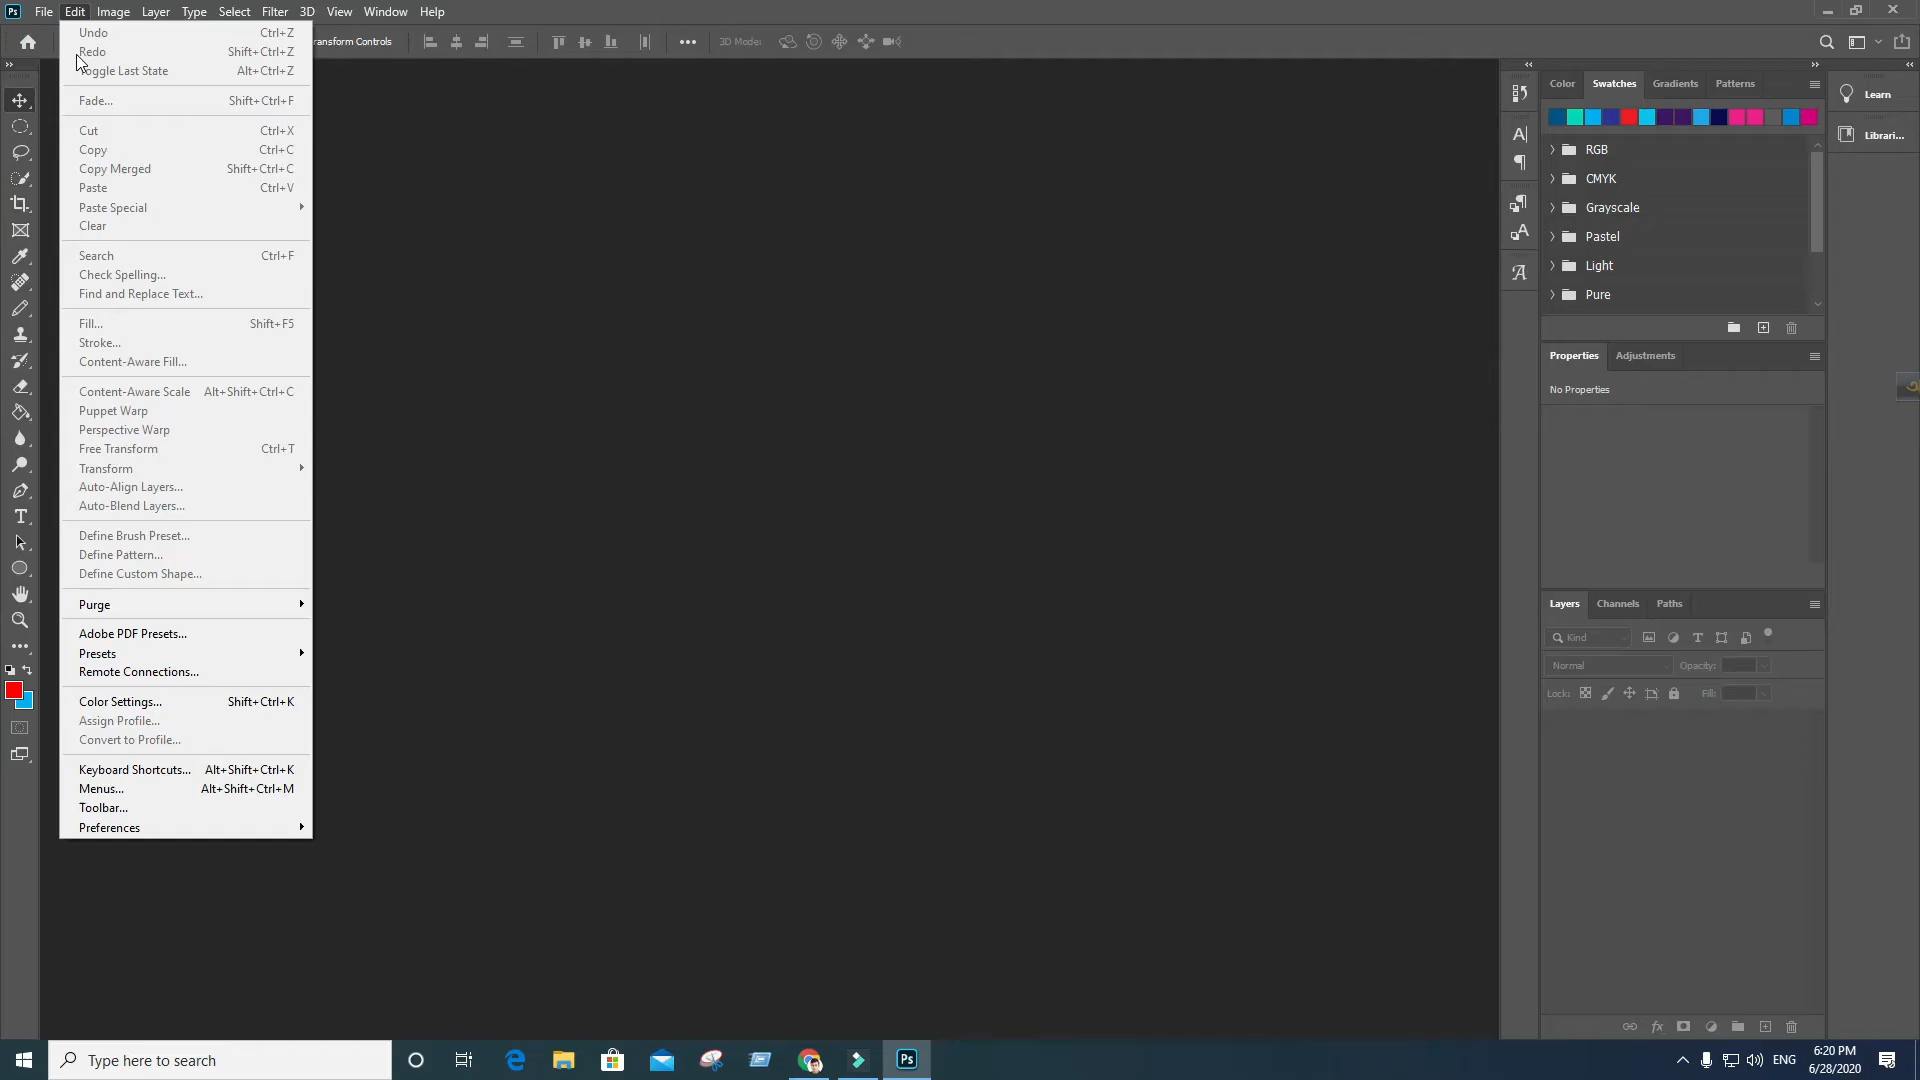 Ps File Edit Image Layer Type Select Filter 3D View Window Help
Undo Ctrl+Z
Redo Shift+Ctrl+Z
Toggle Last State Alt+Ctrl+Z
Fade... Shift+Ctrl+F
Cut Ctrl+X
Copy Ctrl+C
Copy Merged Shift+Ctrl+C
Paste Ctrl+V
Paste Special
Clear
Search Ctrl+F
Check Spelling...
Find and Replace Text...
Fill... Shift+F5
Stroke...
Content-Aware Fill...
Content-Aware Scale Alt+Shift+Ctrl+C
Puppet Warp
Perspective Warp
Free Transform Ctrl+T
Transform
Auto-Align Layers...
Auto-Blend Layers...
Define Brush Preset...
Define Pattern...
Define Custom Shape...
Purge
Adobe PDF Presets...
Presets
Remote Connections...
Color Settings... Shift+Ctrl+K
Assign Profile...
Convert to Profile...
Keyboard Shortcuts... Alt+Shift+Ctrl+K
Menus... Alt+Shift+Ctrl+M
Toolbar...
Preferences
ransform Controls
3D Mode:
Color Swatches Gradients Patterns
RGB
CMYK
Grayscale
Pastel
Light
Pure
Learn
Librari...
Properties Adjustments
No Properties
Layers Channels Paths
Kind
Normal Opacity:
Lock: Fill:
Type here to search
Ps
ENG
6:20 PM
6/28/2020